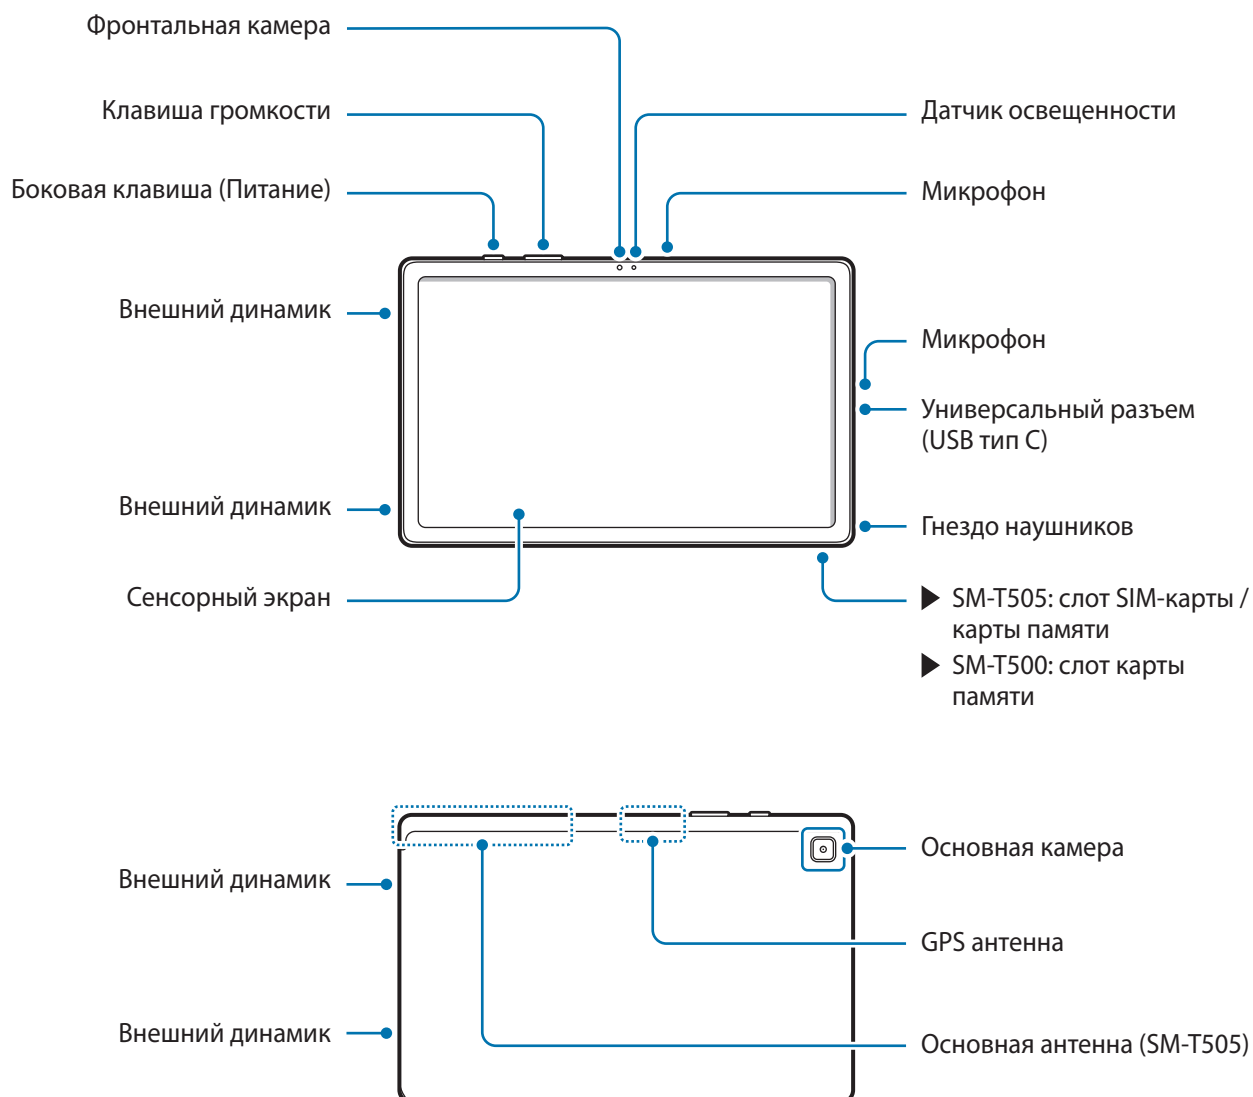 Фронтальная камера
Клавиша громкости
Датчик освещенности
Боковая клавиша (Питание)
Микрофон
Внешний динамик
Микрофон
Универсальный разъем
(USB тип C)
Внешний динамик
Гнездо наушников
Сенсорный экран
SM-T505: слот SIM-карты /
карты памяти
SM-T500: слот карты
памяти
Основная камера
Внешний динамик
GPS антенна
Внешний динамик
Основная антенна (SM-T505)